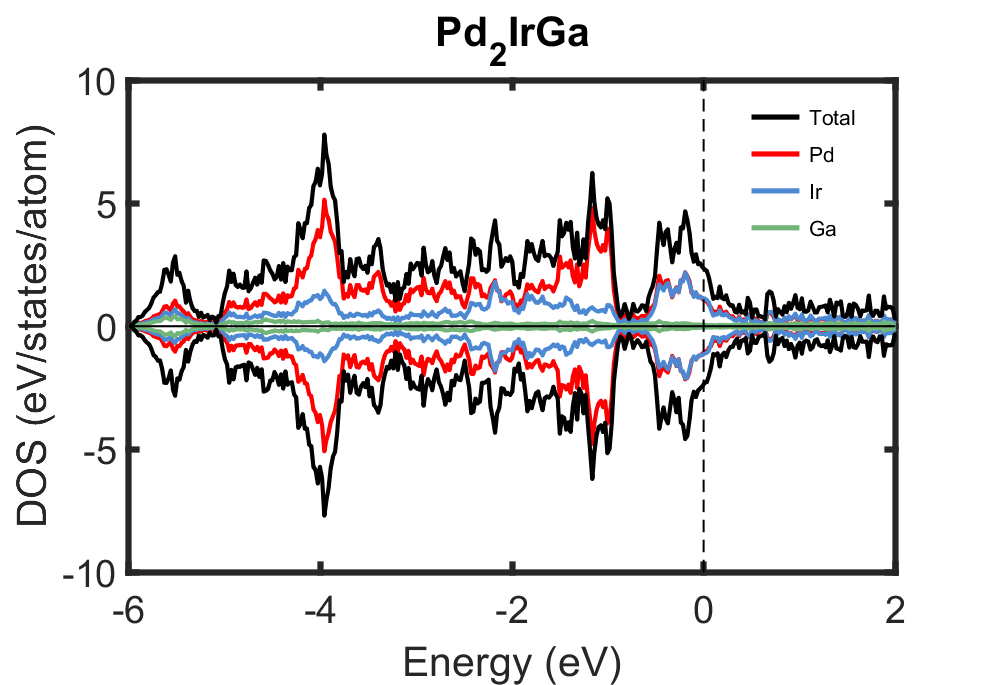 Pd₂IrGa
10
5
0
-5
-10
DOS (eV/states/atom)
Total
Pd
Ir
Ga
-6 -4 -2 0 2
Energy (eV)